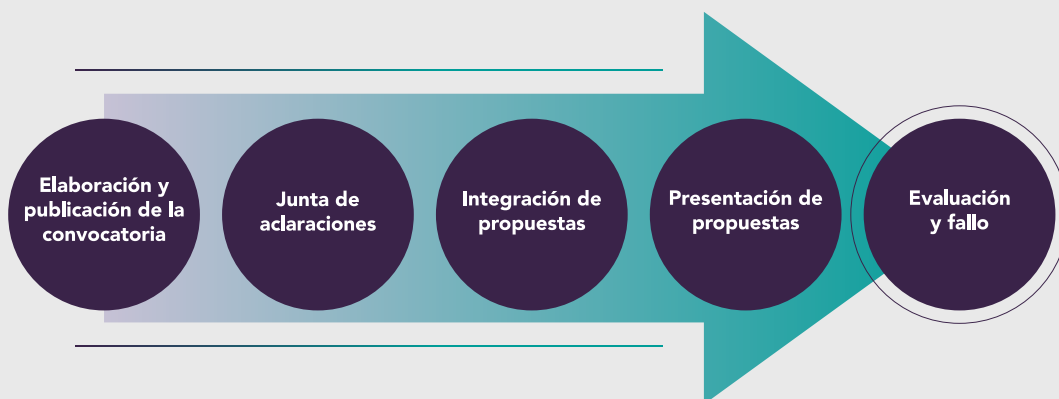 Elaboración y
publicación de la
convocatoria
Junta de
aclaraciones
Integración de
propuestas
Presentación de
propuestas
Evaluación
y fallo